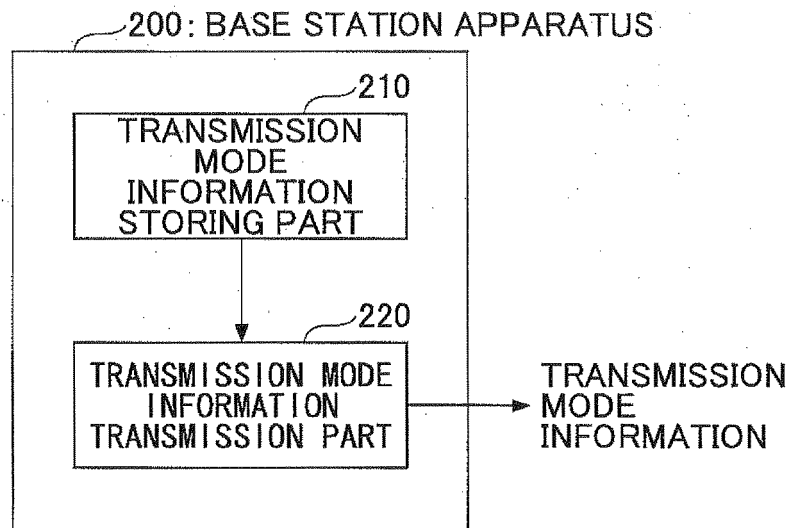 200: BASE STATION APPARATUS
210
TRANSMISSION
MODE
INFORMATION
STORING PART
220
TRANSMISSION MODE
INFORMATION
TRANSMISSION PART
TRANSMISSION
MODE
INFORMATION